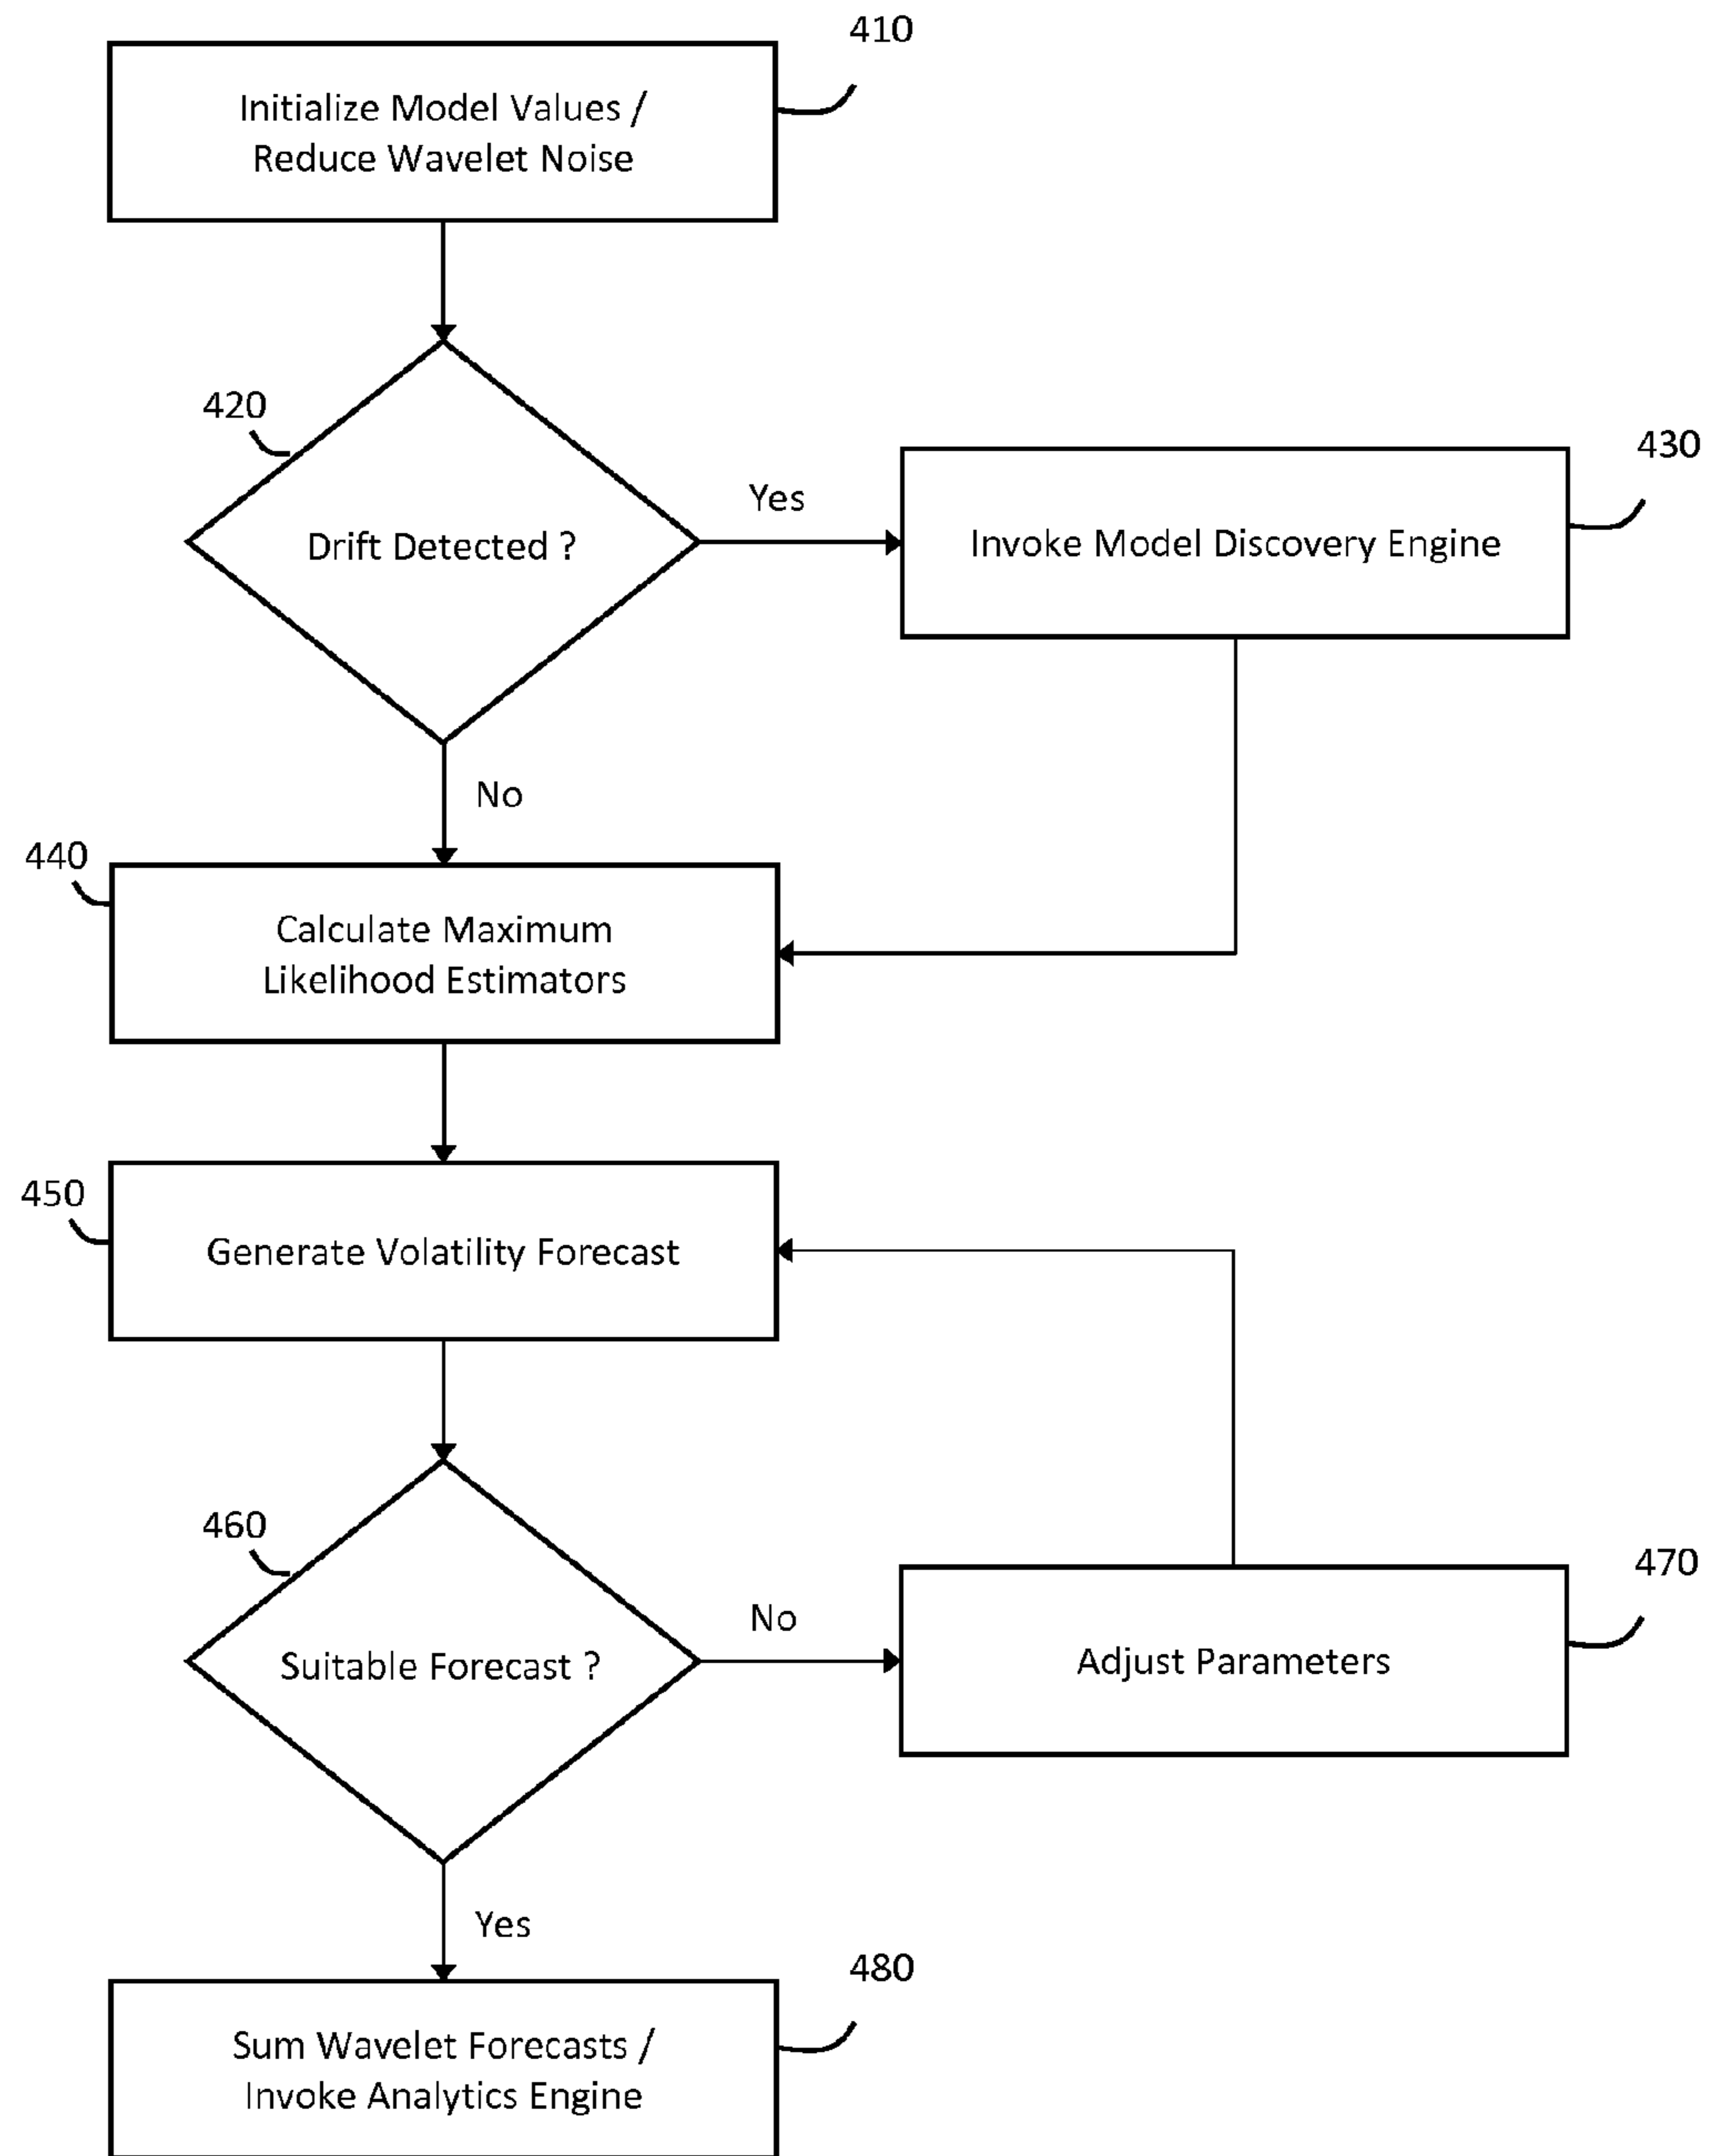 410
Initialize Model Values /
Reduce Wavelet Noise
420
Drift Detected ?
Yes
430
Invoke Model Discovery Engine
No
440
Calculate Maximum
Likelihood Estimators
450
Generate Volatility Forecast
460
Suitable Forecast ?
No
470
Adjust Parameters
Yes
480
Sum Wavelet Forecasts /
Invoke Analytics Engine